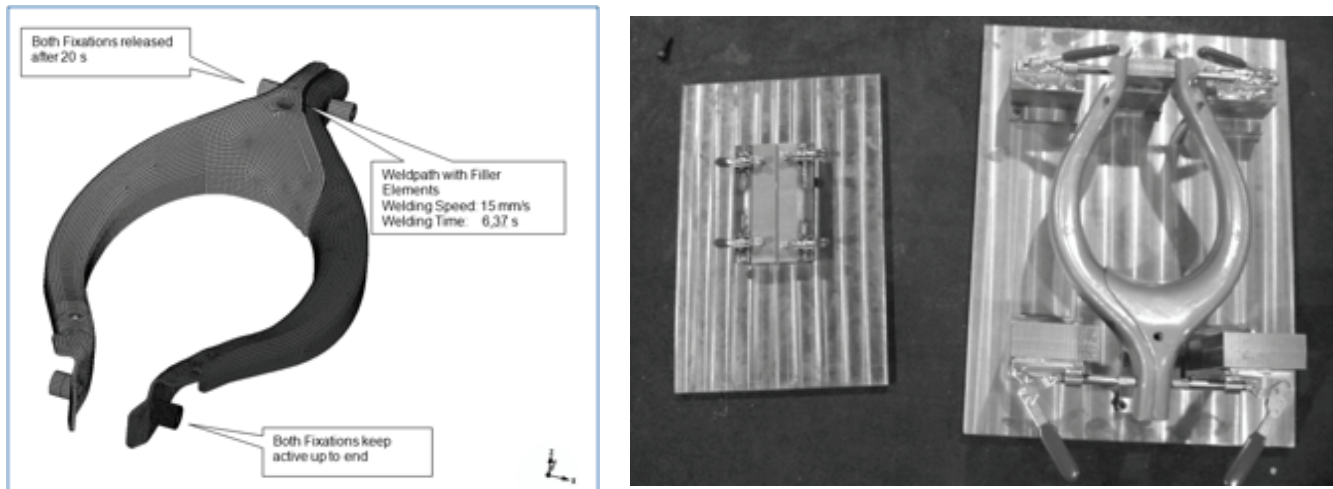 Both Fixations released
after 20 s
Weldpath with Filler
Elements
Welding Speed: 15 mm/s
Welding Time: 6,37 s
Both Fixations keep
active up to end
z
x